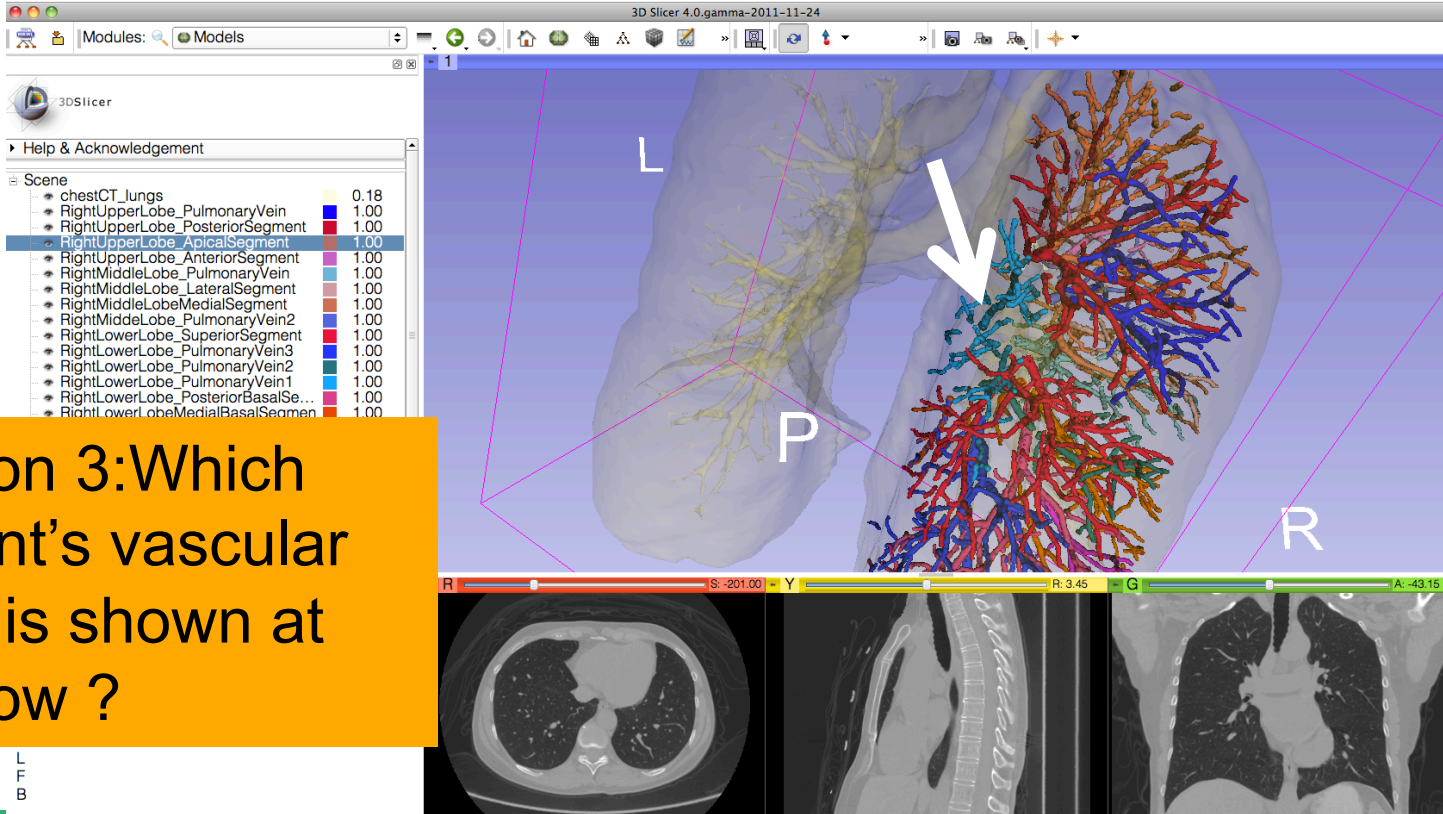 3D Slicer 4.0.gamma-2011-11-24
Modules: Models
1
3DSlicer
Help & Acknowledgement
Scene
chestCT_lungs 0.18
RightUpperLobe_PulmonaryVein 1.00
RightUpperLobe_PosteriorSegment 1.00
RightUpperLobe_ApicalSegment 1.00
RightUpperLobe_AnteriorSegment 1.00
RightMiddleLobe_PulmonaryVein 1.00
RightMiddleLobe_LateralSegment 1.00
RightMiddleLobeMedialSegment 1.00
RightMiddeLobe_PulmonaryVein2 1.00
RightLowerLobe_SuperiorSegment 1.00
RightLowerLobe_PulmonaryVein3 1.00
RightLowerLobe_PulmonaryVein2 1.00
RightLowerLobe_PulmonaryVein1 1.00
RightLowerLobe_PosteriorBasalSe... 1.00
RightLowerLobeMedialBasalSegmen 1.00
L
P
R
on 3:Which
nt's vascular
is shown at
ow ?
R S: -201.00 Y R: 3.45 G A: -43.15
L
F
B